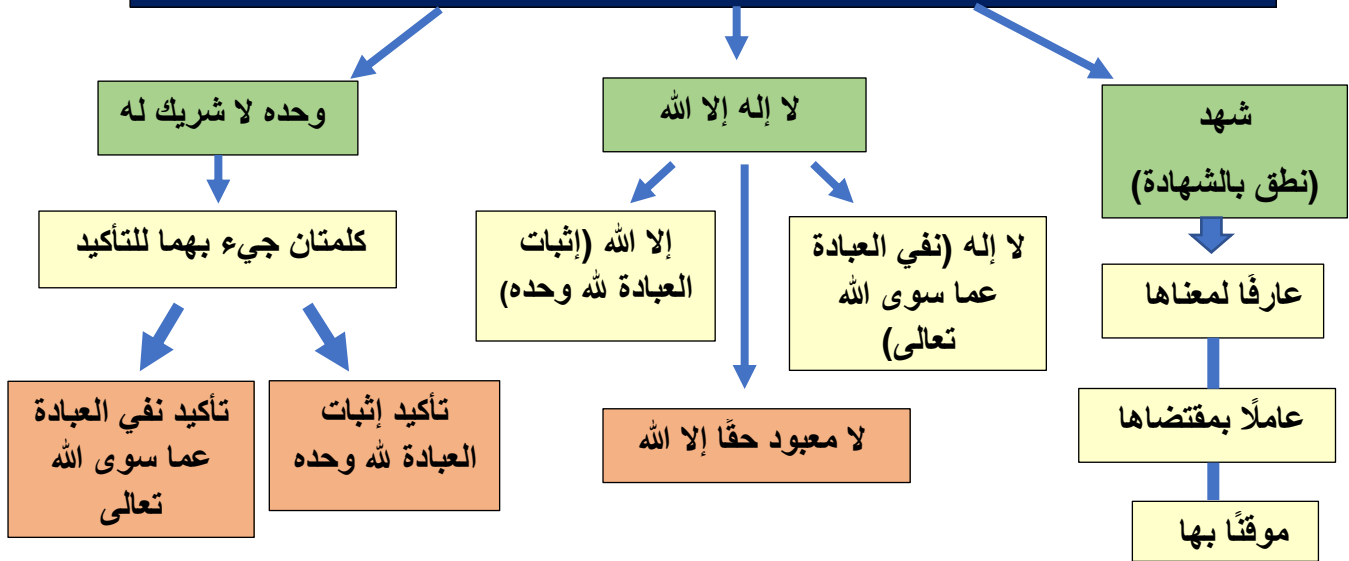 شهد
(نطق بالشهادة)
عارفًا لمعناها
عاملًا بمقتضاها
موقنًا بها
لا إله إلا الله
لا إله (نفي العبادة
عما سوى الله
تعالى)
إلا الله (إثبات
العبادة لله وحده)
لا معبود حقًا إلا الله
وحده لا شريك له
كلمتان جيء بهما للتأكيد
تأكيد إثبات
العبادة لله وحده
تأكيد نفي العبادة
عما سوى الله
تعالى